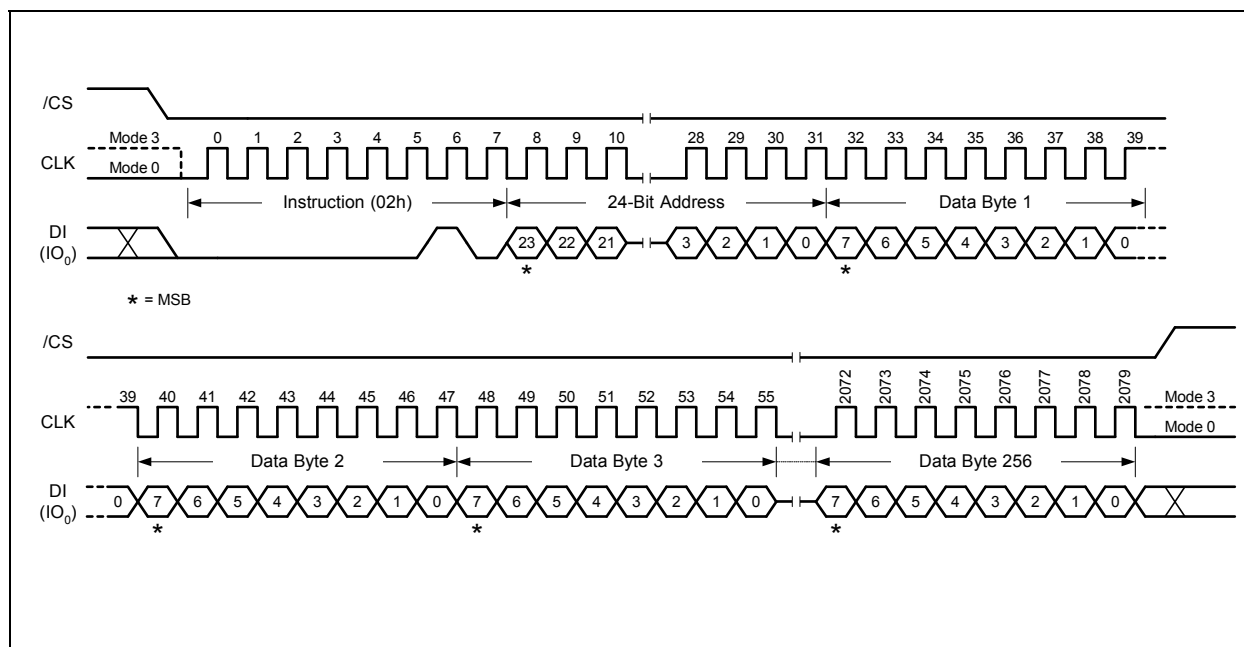 /CS
Mode 3 0 1 2 3 4 5 6 7 8 9 10 28 29 30 31 32 33 34 35 36 37 38 39
CLK
Mode 0
Instruction (02h) 24-Bit Address Data Byte 1
DI
(IO0)
23 22 21 3 2 1 0 7 6 5 4 3 2 1 0
* *
* = MSB
/CS
39 40 41 42 43 44 45 46 47 48 49 50 51 52 53 54 55 2072 2073 2074 2075 2076 2077 2078 2079
Mode 3
CLK
Mode 0
Data Byte 2 Data Byte 3 Data Byte 256
DI
(IO0)
0 7 6 5 4 3 2 1 0 7 6 5 4 3 2 1 0 7 6 5 4 3 2 1 0
* * *